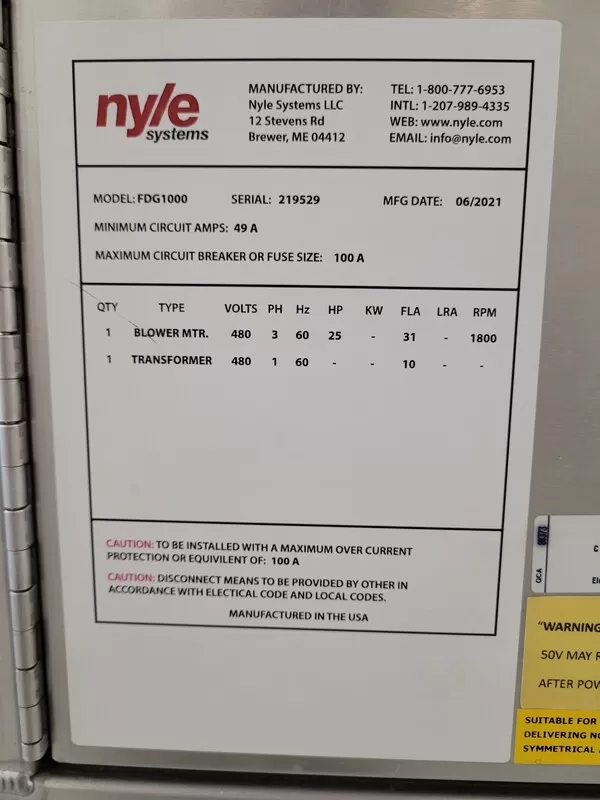 nyle
systems
MANUFACTURED BY:
Nyle Systems LLC
12 Stevens Rd
Brewer, ME 04412
TEL: 1-800-777-6953
INTL: 1-207-989-4335
WEB: www.nyle.com
EMAIL: info@nyle.com
MODEL: FDG1000 SERIAL: 219529 MFG DATE: 06/2021
MINIMUM CIRCUIT AMPS: 49 A
MAXIMUM CIRCUIT BREAKER OR FUSE SIZE: 100 A
QTY TYPE VOLTS PH Hz HP KW FLA LRA RPM
1 BLOWER MTR. 480 3 60 25 - 31 - 1800
1 TRANSFORMER 480 1 60 - - 10 - -
CAUTION: TO BE INSTALLED WITH A MAXIMUM OVER CURRENT
PROTECTION OR EQUIVILENT OF: 100 A
CAUTION: DISCONNECT MEANS TO BE PROVIDED BY OTHER IN
ACCORDANCE WITH ELECTICAL CODE AND LOCAL CODES.
MANUFACTURED IN THE USA
QCA
"WARNING
50V MAY
AFTER
SUITABLE FOR
DELIVERING
SYMMETRICAL